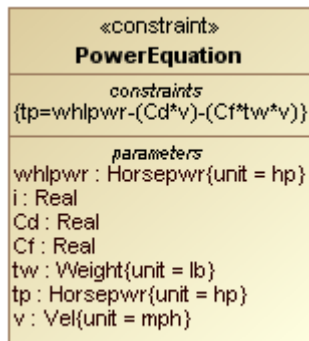 «constraint»
PowerEquation
constraints
{tp=whlpwr-(Cd*v)-(Cf*tw*v)}
parameters
whlpwr : Horsepwr{unit = hp}
i : Real
Cd : Real
Cf : Real
tw : Weight{unit = lb}
tp : Horsepwr{unit = hp}
v : Vel{unit = mph}